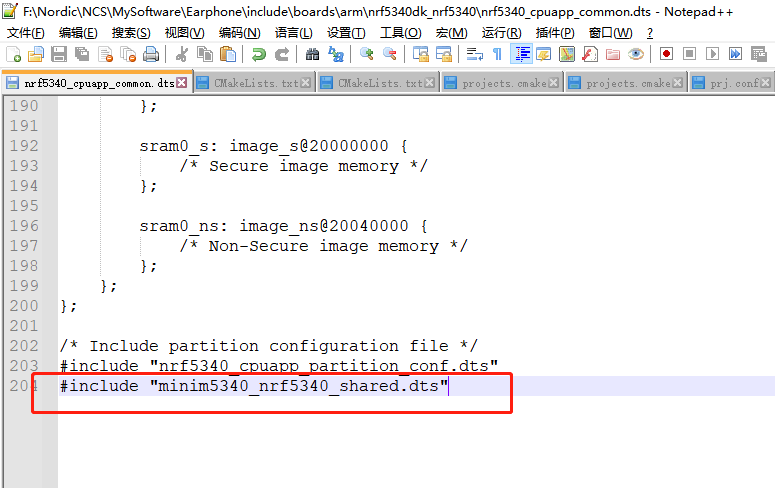 F:\Nordic\NCS\MySoftware\Earphone\include\boards\arm\nrf5340dk_nrf5340\nrf5340_cpuapp_common.dts - Notepad++
文件(F) 编辑(E) 搜索(S) 视图(V) 编码(N) 语言(L) 设置(T) 工具(O) 宏(M) 运行(R) 插件(P) 窗口(W) ?
nrf5340_cpuapp_common.dts CMakeLists.txt CMakeLists.txt projects.cmake projects.cmake prj.conf
190 };
191
192 sram0_s: image_s@20000000 {
193 /* Secure image memory */
194 };
195
196 sram0_ns: image_ns@20040000 {
197 /* Non-Secure image memory */
198 };
199 };
200 };
201
202 /* Include partition configuration file */
203 #include "nrf5340_cpuapp_partition_conf.dts"
204 #include "minim5340_nrf5340_shared.dts"